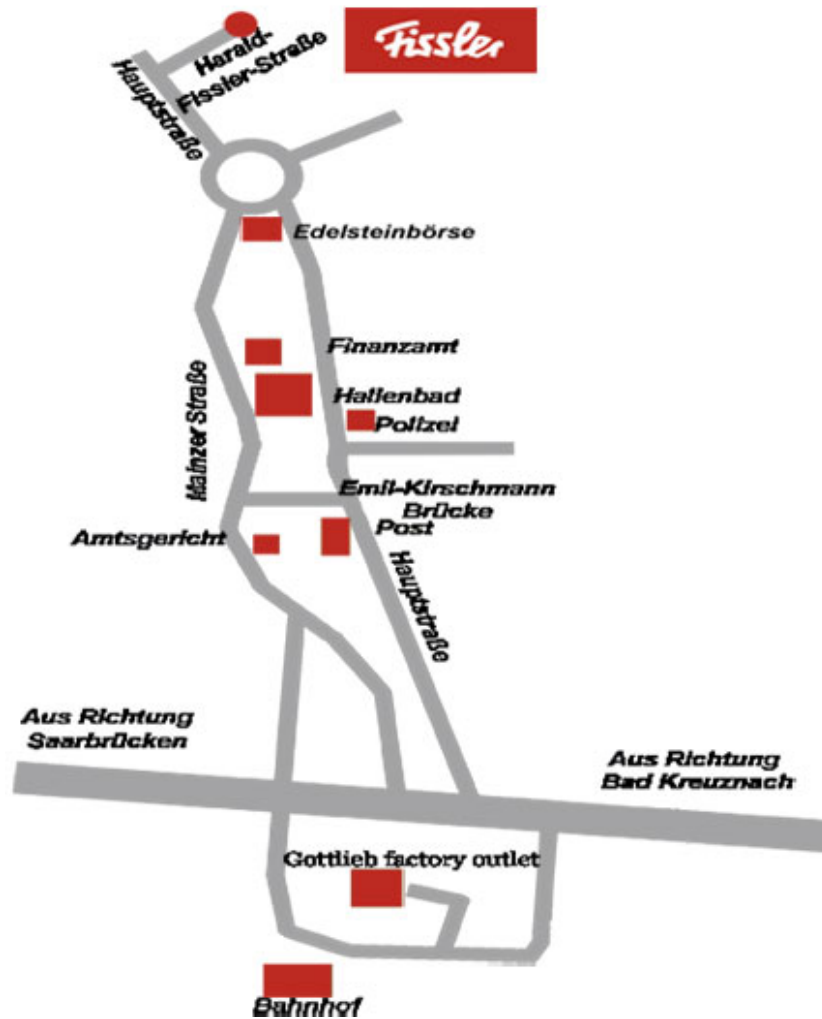 Fissler
Harald-
Fissler-Straße
Hauptstraße
Edelsteinbörse
Finanzamt
Hallenbad
Polizei
Mainzer Straße
Emil-Kirschmann
Brücke
Post
Amtsgericht
Hauptstraße
Aus Richtung
Saarbrücken
Aus Richtung
Bad Kreuznach
Gottlieb factory outlet
Bahnhof